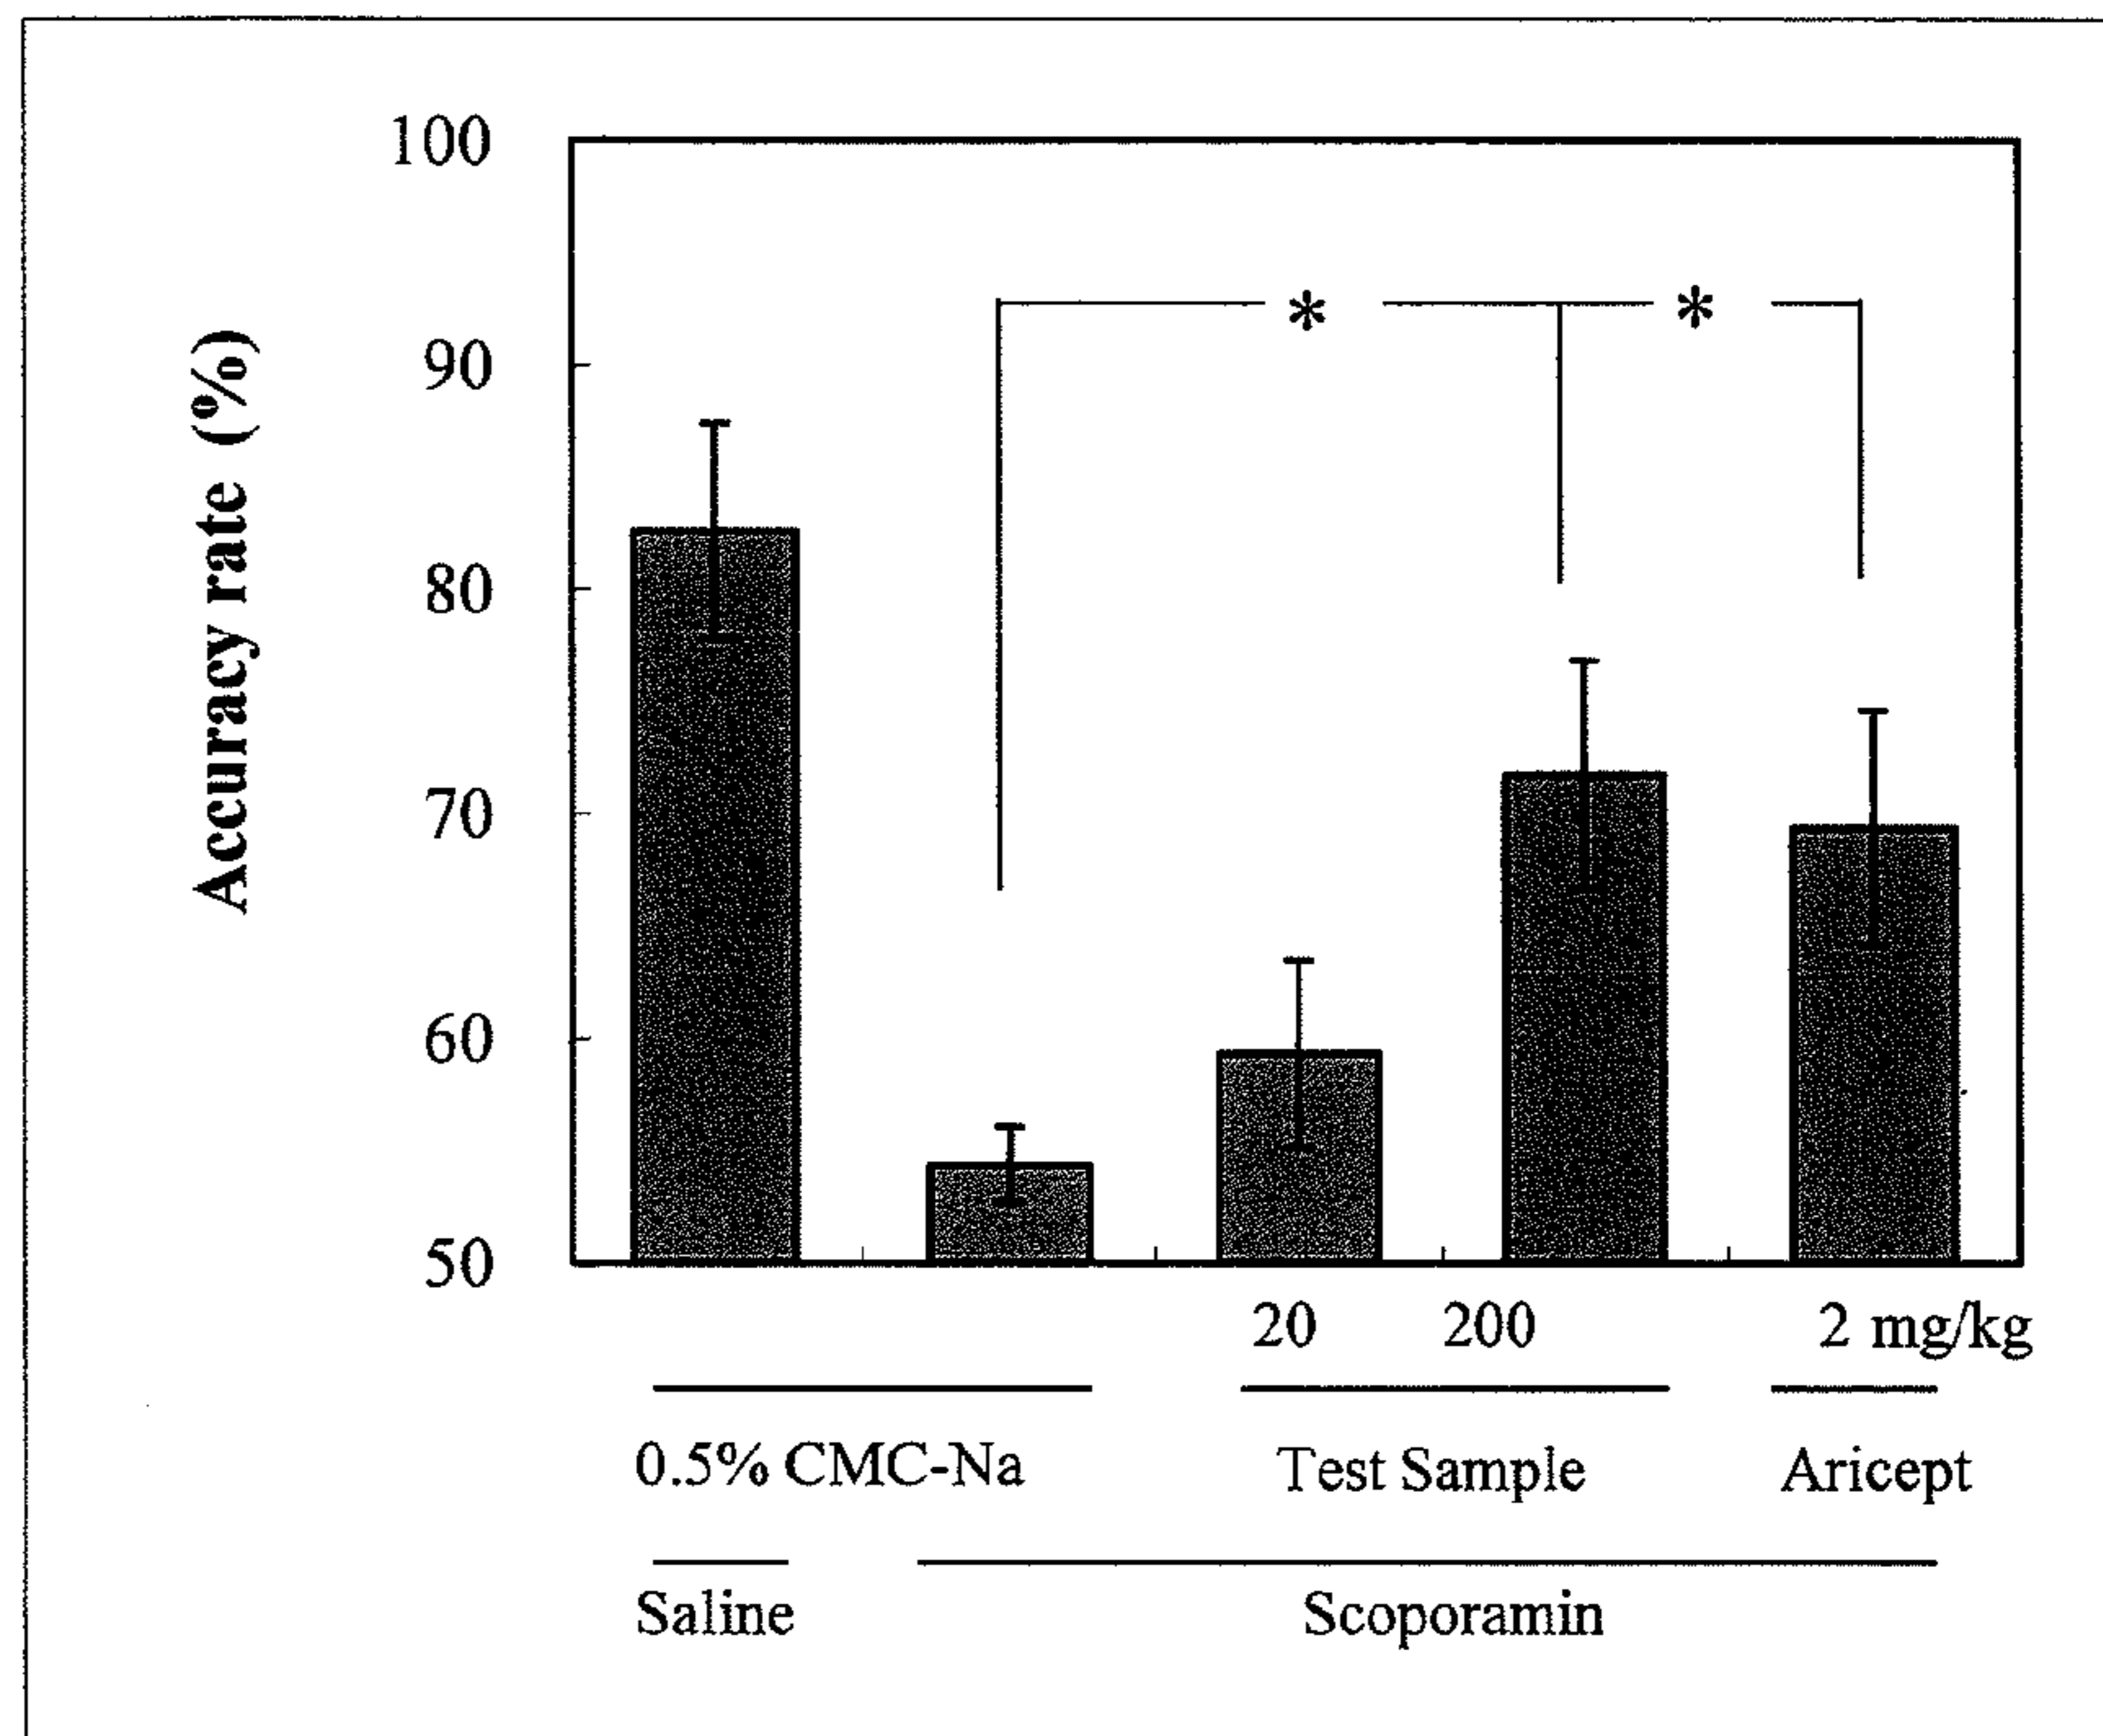 100
90
80
70
60
50
Accuracy rate (%)
* *
20 200 2 mg/kg
0.5% CMC-Na Test Sample Aricept
Saline Scoporamin